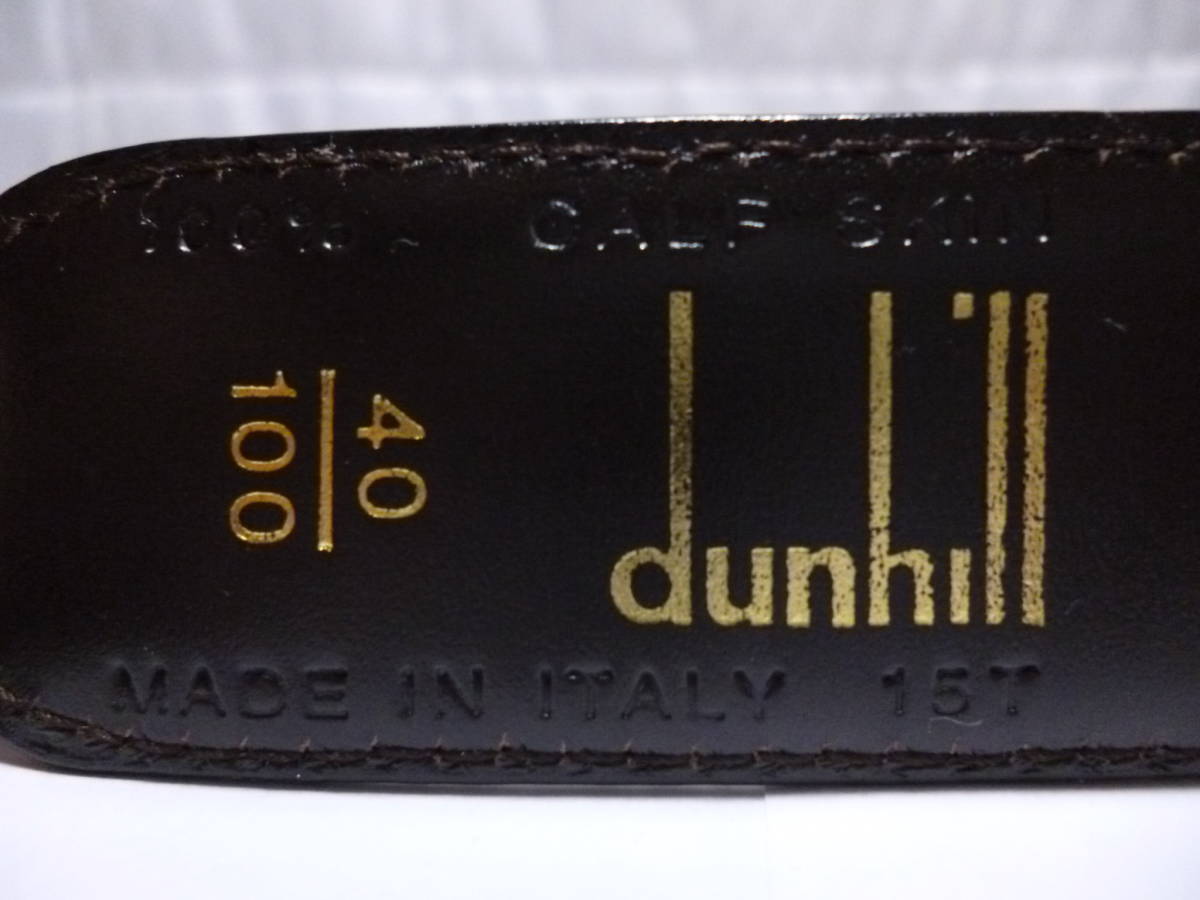 100% CALF SKIN
40
100
dunhill
MADE IN ITALY 15T